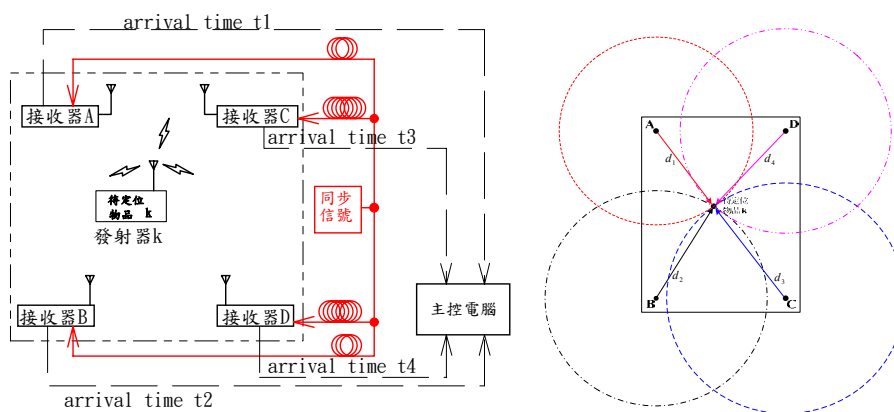 arrival time t1
接收器A
接收器C
arrival time t3
待定位
物品 k
發射器k
同步
信號
接收器B
接收器D
主控電腦
arrival time t4
arrival time t2
A
D
d1
d4
待定位
物品k
d2
d3
B
C